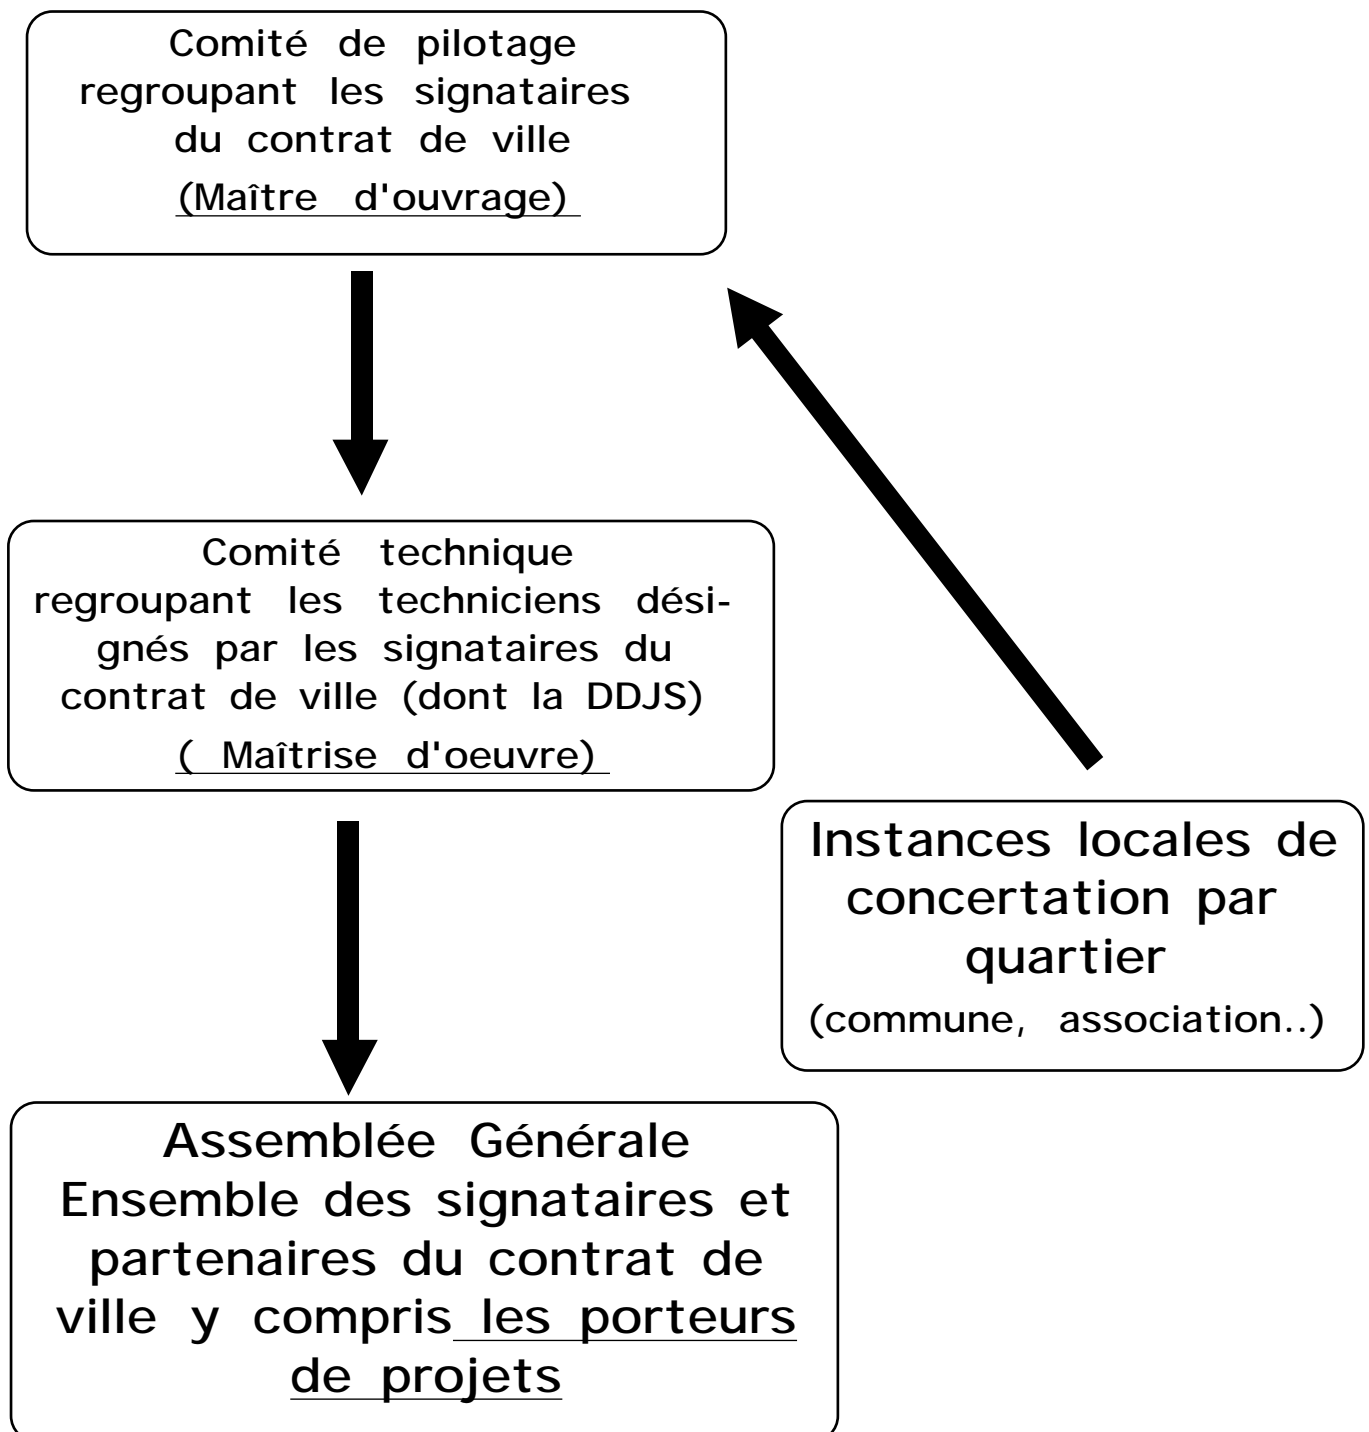 Comité de pilotage
regroupant les signataires
du contrat de ville
(Maître d'ouvrage)
Comité technique
regroupant les techniciens dési-
gnés par les signataires du
contrat de ville (dont la DDJS)
( Maîtrise d'oeuvre)
Instances locales de
concertation par
quartier
(commune, association..)
Assemblée Générale
Ensemble des signataires et
partenaires du contrat de
ville y compris les porteurs
de projets